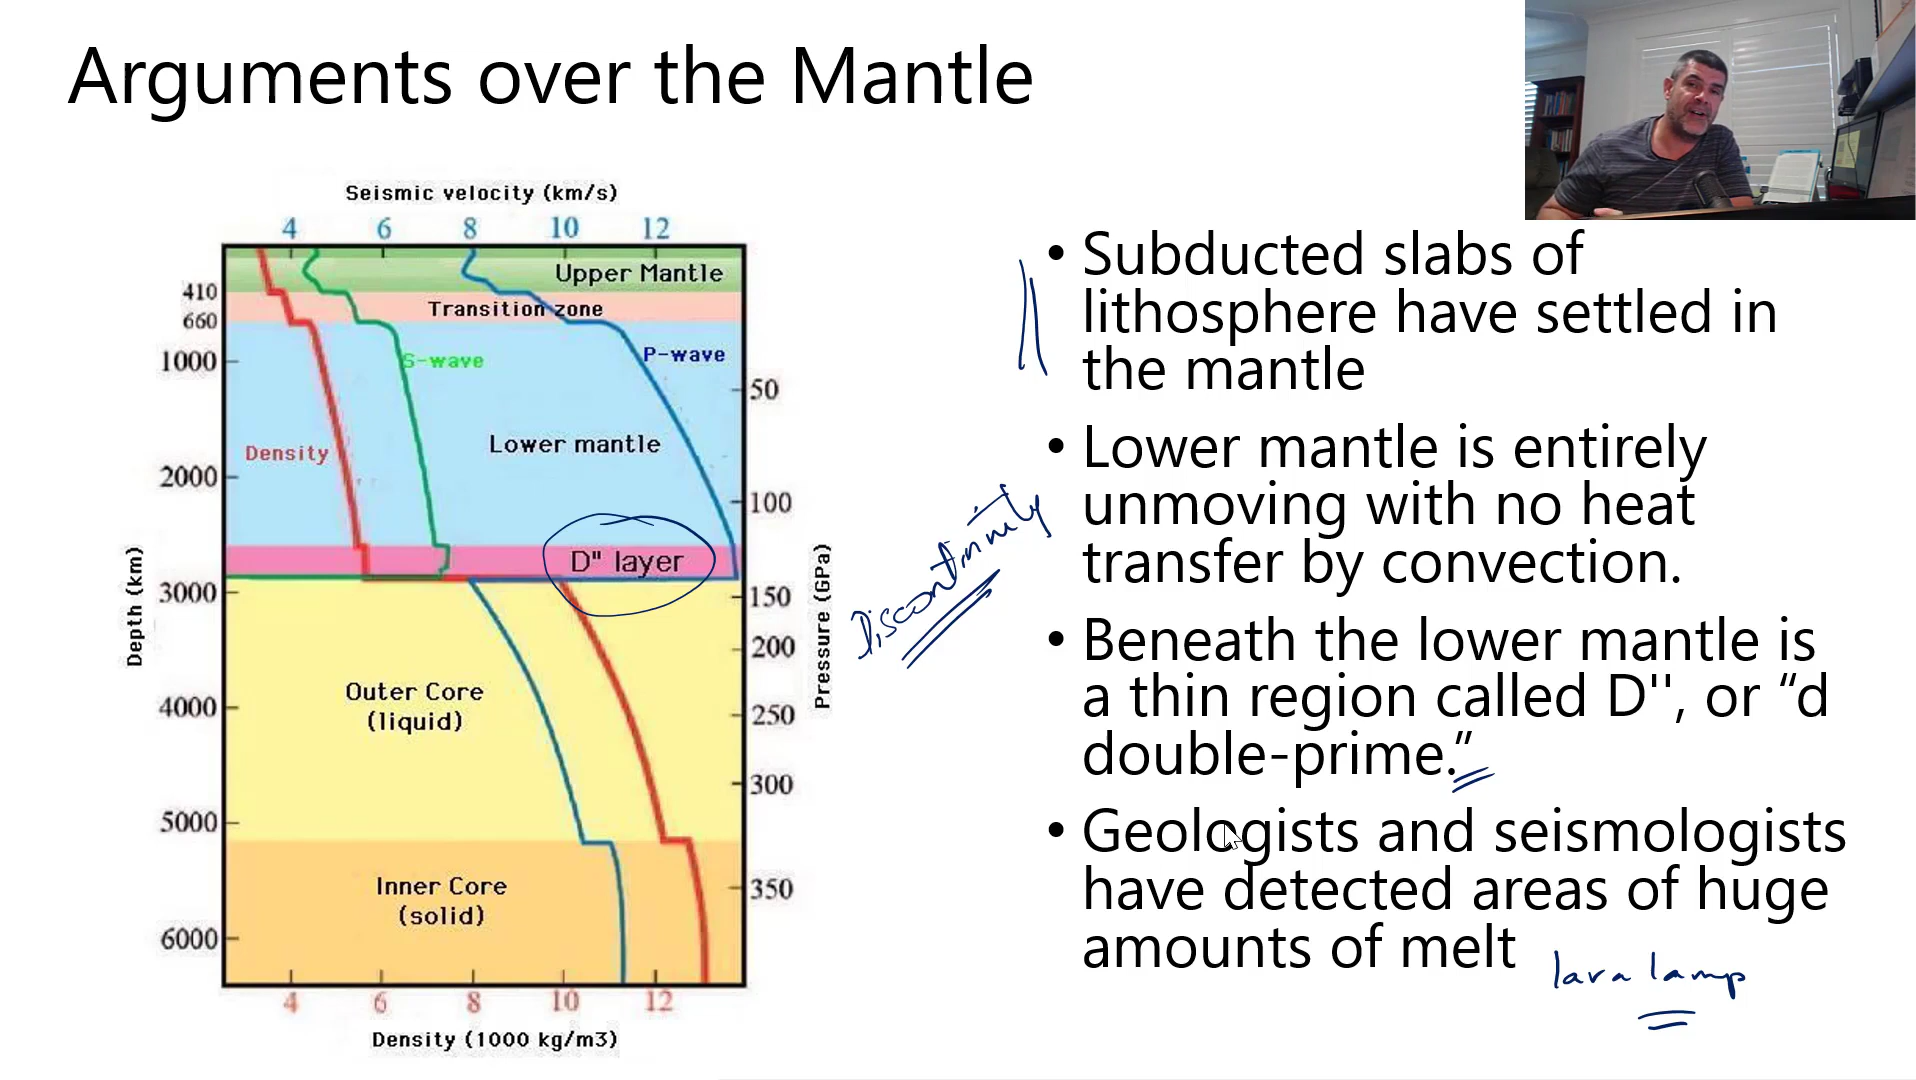 Arguments over the Mantle
Seismic velocity (km/s)
4 6 8 10 12
Upper Mantle
410
Transition zone
660
1000
S-wave
P-wave
50
Density
Lower mantle
2000
100
D" layer
3000
150
200
Outer Core
(liquid)
4000
250
300
5000
Inner Core
(solid)
350
6000
4 6 8 10 12
Density (1000 kg/m3)
Depth (km)
Pressure (GPa)
Discontinuity
• Subducted slabs of
lithosphere have settled in
the mantle
• Lower mantle is entirely
unmoving with no heat
transfer by convection.
• Beneath the lower mantle is
a thin region called D'', or “d
double-prime.”
• Geologists and seismologists
have detected areas of huge
amounts of melt
lava lamp